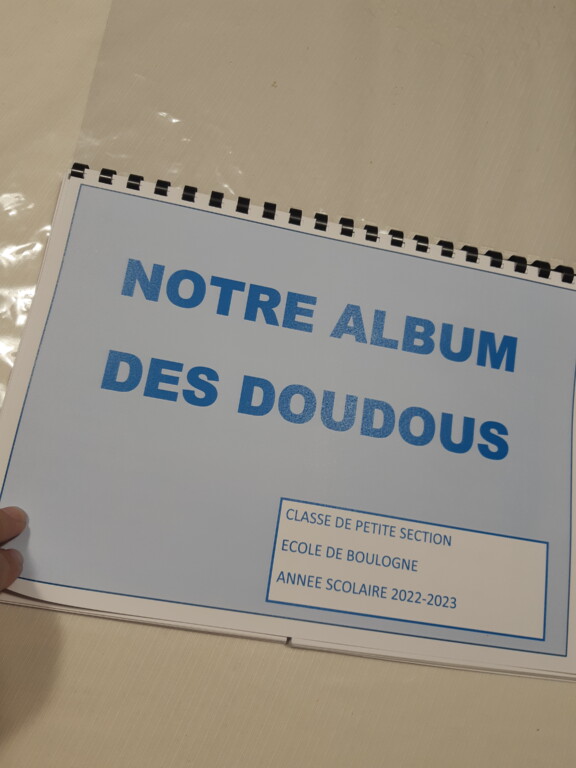 NOTRE ALBUM
DES DOUDOUS
CLASSE DE PETITE SECTION
ECOLE DE BOULOGNE
ANNEE SCOLAIRE 2022-2023